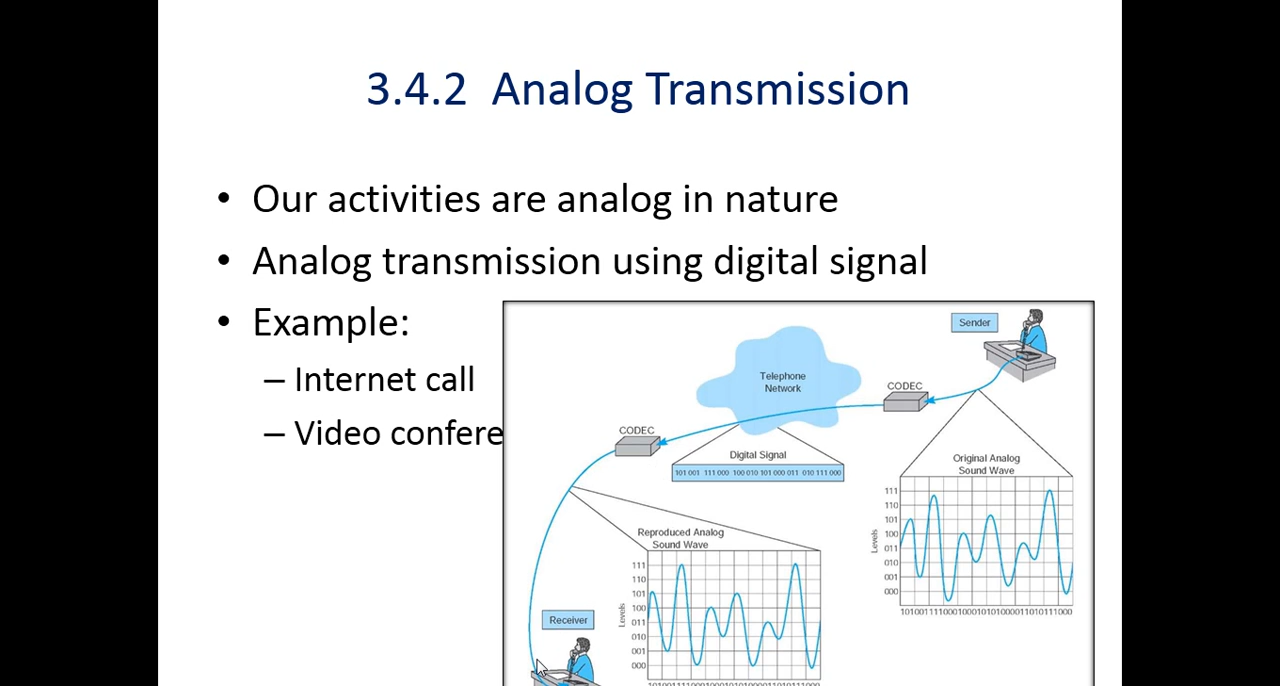 3.4.2 Analog Transmission
• Our activities are analog in nature
• Analog transmission using digital signal
• Example:
– Internet call
– Video confere
Sender
Telephone
Network
CODEC
CODEC
Digital Signal
101 001 111 000 100 010 101 000 011 010 111 000
Original Analog
Sound Wave
Levels
111
110
101
100
011
010
001
000
101001111000100010101000011010111000
Reproduced Analog
Sound Wave
Levels
111
110
101
100
011
010
001
000
Receiver